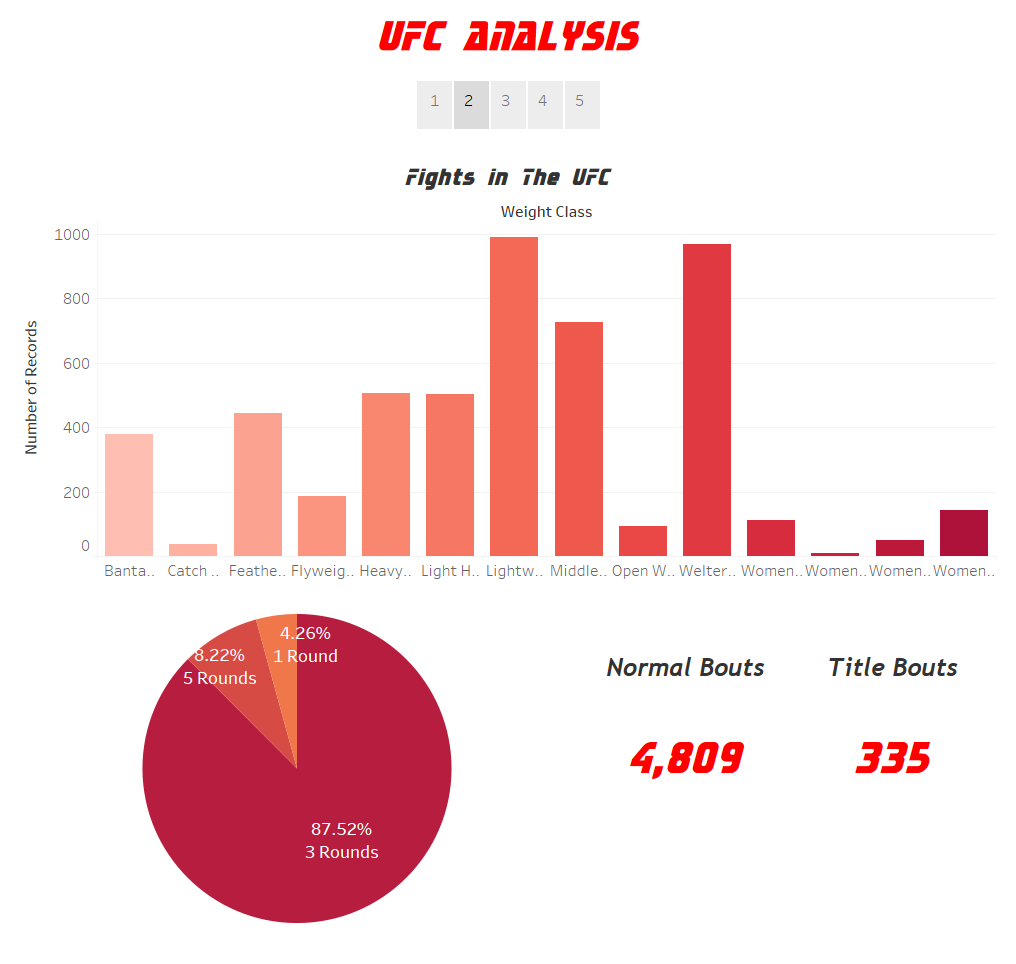 UFC ANALYSIS
1 2 3 4 5
Fights in The UFC
Weight Class
1000
800
600
400
200
0
Number of Records
Banta.. Catch .. Feathe.. Flyweig.. Heavy.. Light H.. Lightw.. Middle.. Open W.. Welter.. Women.. Women.. Women.. Women..
4.26%
1 Round
8.22%
5 Rounds
87.52%
3 Rounds
Normal Bouts Title Bouts
4,809 335